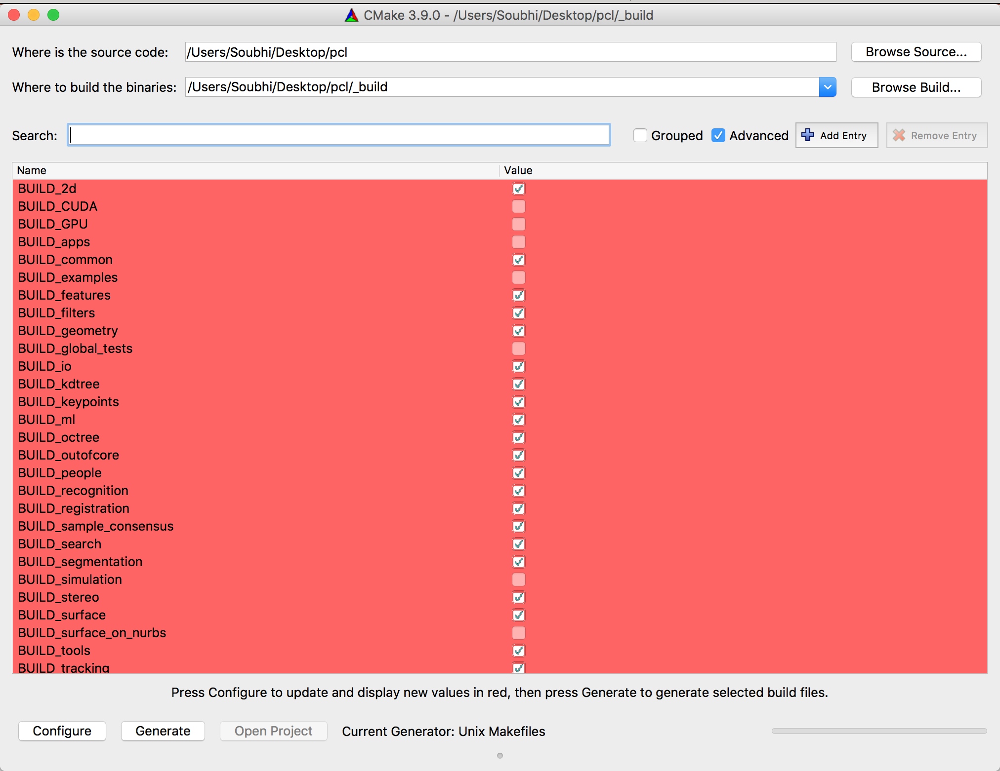 CMake 3.9.0 - /Users/Soubhi/Desktop/pcl/_build
Where is the source code: /Users/Soubhi/Desktop/pcl Browse Source...
Where to build the binaries: /Users/Soubhi/Desktop/pcl/_build Browse Build...
Search: Grouped Advanced Add Entry Remove Entry
Name Value
BUILD_2d
BUILD_CUDA
BUILD_GPU
BUILD_apps
BUILD_common
BUILD_examples
BUILD_features
BUILD_filters
BUILD_geometry
BUILD_global_tests
BUILD_io
BUILD_kdtree
BUILD_keypoints
BUILD_ml
BUILD_octree
BUILD_outofcore
BUILD_people
BUILD_recognition
BUILD_registration
BUILD_sample_consensus
BUILD_search
BUILD_segmentation
BUILD_simulation
BUILD_stereo
BUILD_surface
BUILD_surface_on_nurbs
BUILD_tools
BUILD_tracking
Press Configure to update and display new values in red, then press Generate to generate selected build files.
Configure Generate Open Project Current Generator: Unix Makefiles